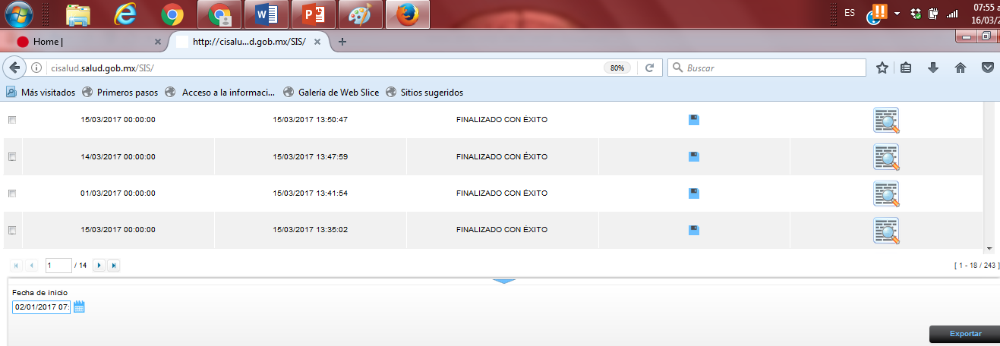 ES
07:55 a
16/03/2
Home |
http://cisalu...d.gob.mx/SIS/
cisalud.salud.gob.mx/SIS/
80%
Buscar
Más visitados
Primeros pasos
Acceso a la informaci...
Galería de Web Slice
Sitios sugeridos
15/03/2017 00:00:00 15/03/2017 13:50:47 FINALIZADO CON ÉXITO
14/03/2017 00:00:00 15/03/2017 13:47:59 FINALIZADO CON ÉXITO
01/03/2017 00:00:00 15/03/2017 13:41:54 FINALIZADO CON ÉXITO
15/03/2017 00:00:00 15/03/2017 13:35:02 FINALIZADO CON ÉXITO
1 / 14 [ 1 - 18 / 243 ]
Fecha de inicio
02/01/2017 07:
Exportar